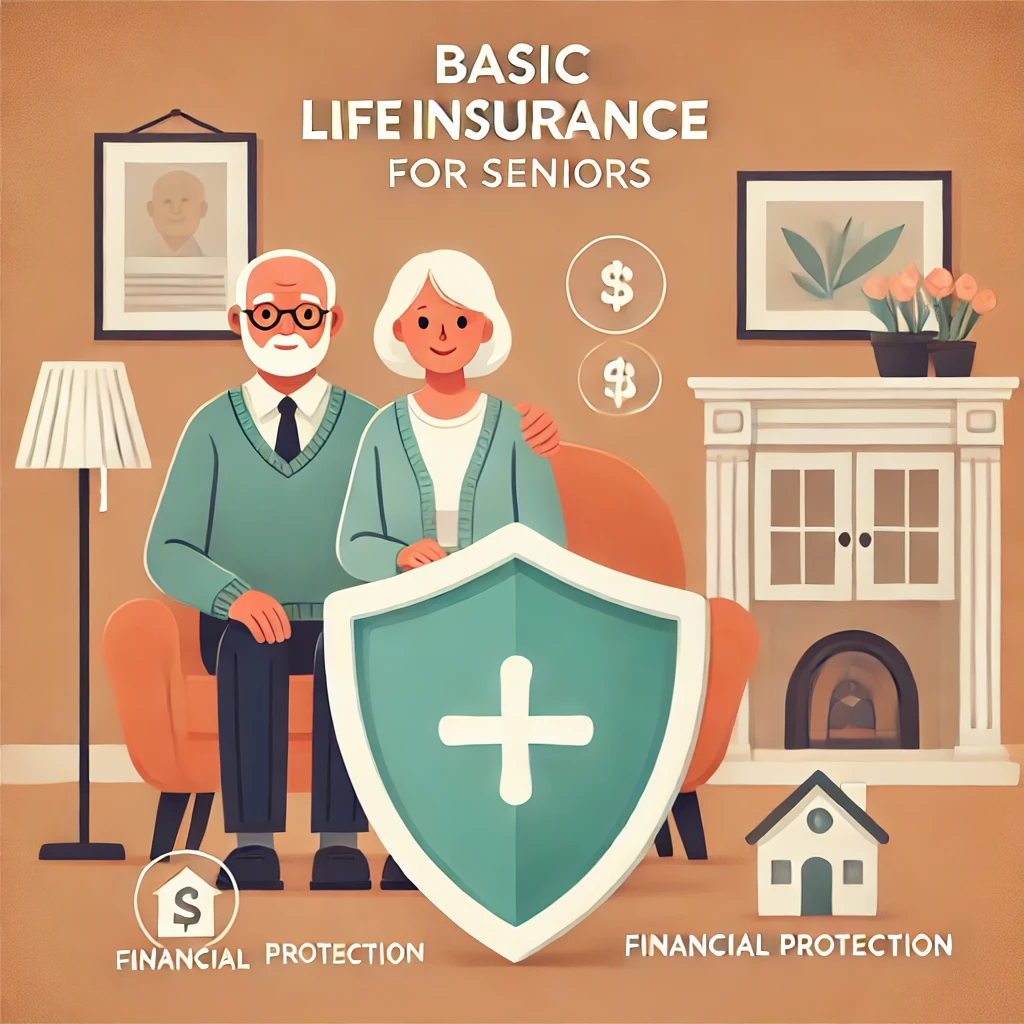 BASIC
LIFE INSURANCE
FOR SENIORS
$
$
$
FINANCIAL PROTECTION
FINANCIAL PROTECTION